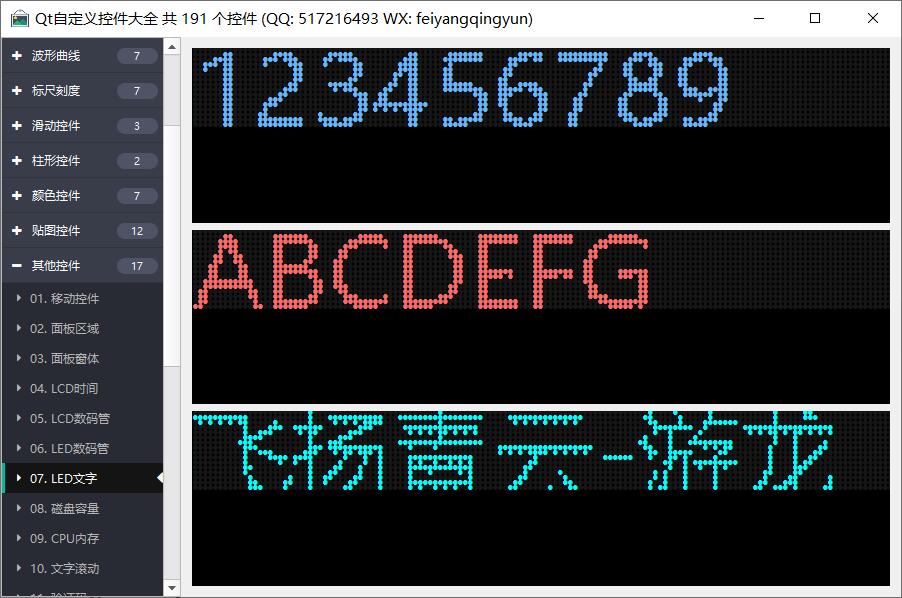 Qt自定义控件大全 共 191 个控件 (QQ: 517216493 WX: feiyangqingyun)
波形曲线 7
标尺刻度 7
滑动控件 3
柱形控件 2
颜色控件 7
贴图控件 12
其他控件 17
01. 移动控件
02. 面板区域
03. 面板窗体
04. LCD时间
05. LCD数码管
06. LED数码管
07. LED文字
08. 磁盘容量
09. CPU内存
10. 文字滚动
123456789
ABCDEFG
飞扬青云-游龙